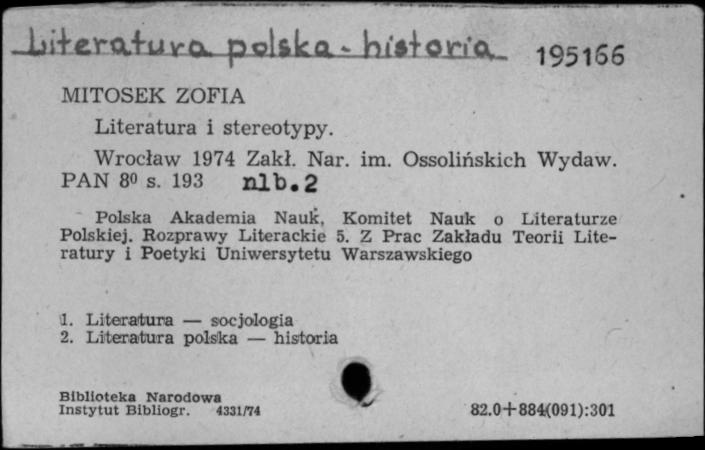 Literatura polska - historia 195166
MITOSEK ZOFIA
Literatura i stereotypy.
Wrocław 1974 Zakł. Nar. im. Ossolińskich Wydaw.
PAN 8⁰ s. 193 nlb. 2
Polska Akademia Nauk, Komitet Nauk o Literaturze
Polskiej. Rozprawy Literackie 5. Z Prac Zakładu Teorii Lite-
ratury i Poetyki Uniwersytetu Warszawskiego
1. Literatura — socjologia
2. Literatura polska — historia
Biblioteka Narodowa
Instytut Bibliogr. 4331/74 82.0+884(091):301